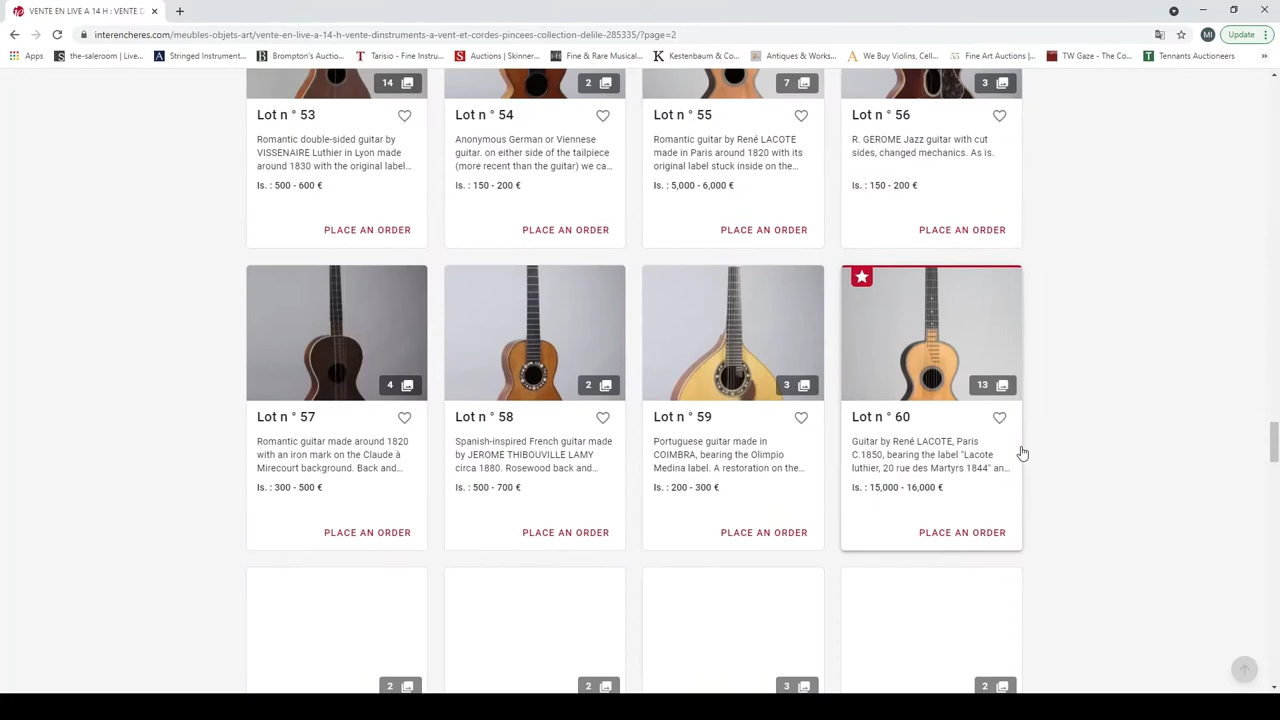 VENTE EN LIVE A 14 H : VENTE D
interencheres.com/meubles-objets-art/vente-en-live-a-14-h-vente-dinstruments-a-vent-et-cordes-pincees-collection-delile-285335/?page=2
MI
Update
Apps
the-saleroom | Live...
Stringed Instrument...
Brompton's Auctio...
Tarisio - Fine Instru...
Auctions | Skinner...
Fine & Rare Musical...
Kestenbaum & Co...
Antiques & Works...
We Buy Violins, Cell...
Fine Art Auctions |...
TW Gaze - The Co...
Tennants Auctioneers
14
2
7
3
Lot n ° 53
Lot n ° 54
Lot n ° 55
Lot n ° 56
Romantic double-sided guitar by
VISSENAIRE Luthier in Lyon made
around 1830 with the original label...
Anonymous German or Viennese
guitar. on either side of the tailpiece
(more recent than the guitar) we ca...
Romantic guitar by René LACOTE
made in Paris around 1820 with its
original label stuck inside on the...
R. GEROME Jazz guitar with cut
sides, changed mechanics. As is.
Is. : 500 - 600 €
Is. : 150 - 200 €
Is. : 5,000 - 6,000 €
Is. : 150 - 200 €
PLACE AN ORDER
PLACE AN ORDER
PLACE AN ORDER
PLACE AN ORDER
4
2
3
13
Lot n ° 57
Lot n ° 58
Lot n ° 59
Lot n ° 60
Romantic guitar made around 1820
with an iron mark on the Claude à
Mirecourt background. Back and...
Spanish-inspired French guitar made
by JEROME THIBOUVILLE LAMY
circa 1880. Rosewood back and...
Portuguese guitar made in
COIMBRA, bearing the Olimpio
Medina label. A restoration on the...
Guitar by René LACOTE, Paris
C.1850, bearing the label "Lacote
luthier, 20 rue des Martyrs 1844" an...
Is. : 300 - 500 €
Is. : 500 - 700 €
Is. : 200 - 300 €
Is. : 15,000 - 16,000 €
PLACE AN ORDER
PLACE AN ORDER
PLACE AN ORDER
PLACE AN ORDER
2
2
3
2